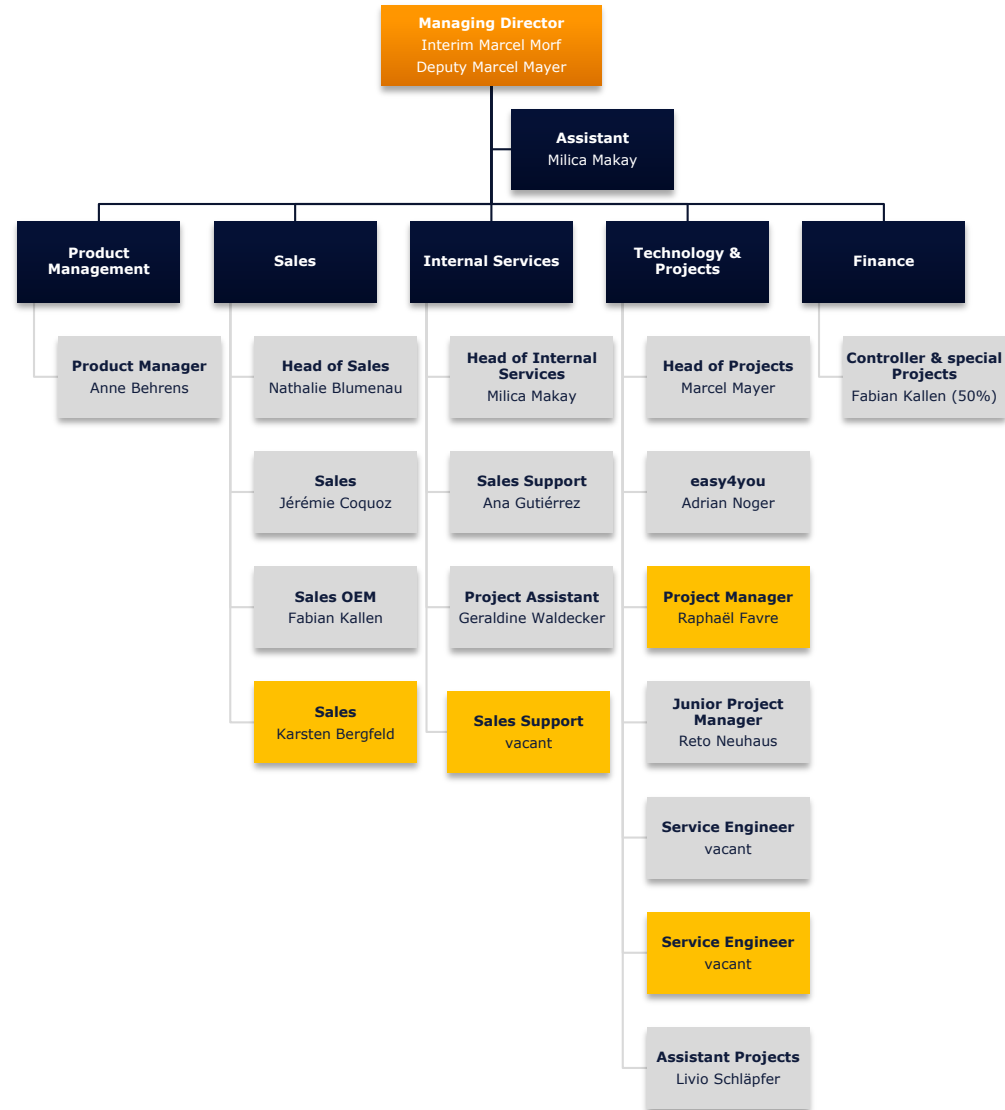 Managing Director
Interim Marcel Morf
Deputy Marcel Mayer
Assistant
Milica Makay
Product
Management
Sales
Internal Services
Technology &
Projects
Finance
Product Manager
Anne Behrens
Head of Sales
Nathalie Blumenau
Sales
Jérémie Coquoz
Sales OEM
Fabian Kallen
Sales
Karsten Bergfeld
Head of Internal
Services
Milica Makay
Sales Support
Ana Gutiérrez
Project Assistant
Geraldine Waldecker
Sales Support
vacant
Head of Projects
Marcel Mayer
easy4you
Adrian Noger
Project Manager
Raphaël Favre
Junior Project
Manager
Reto Neuhaus
Service Engineer
vacant
Service Engineer
vacant
Assistant Projects
Livio Schläpfer
Controller & special
Projects
Fabian Kallen (50%)